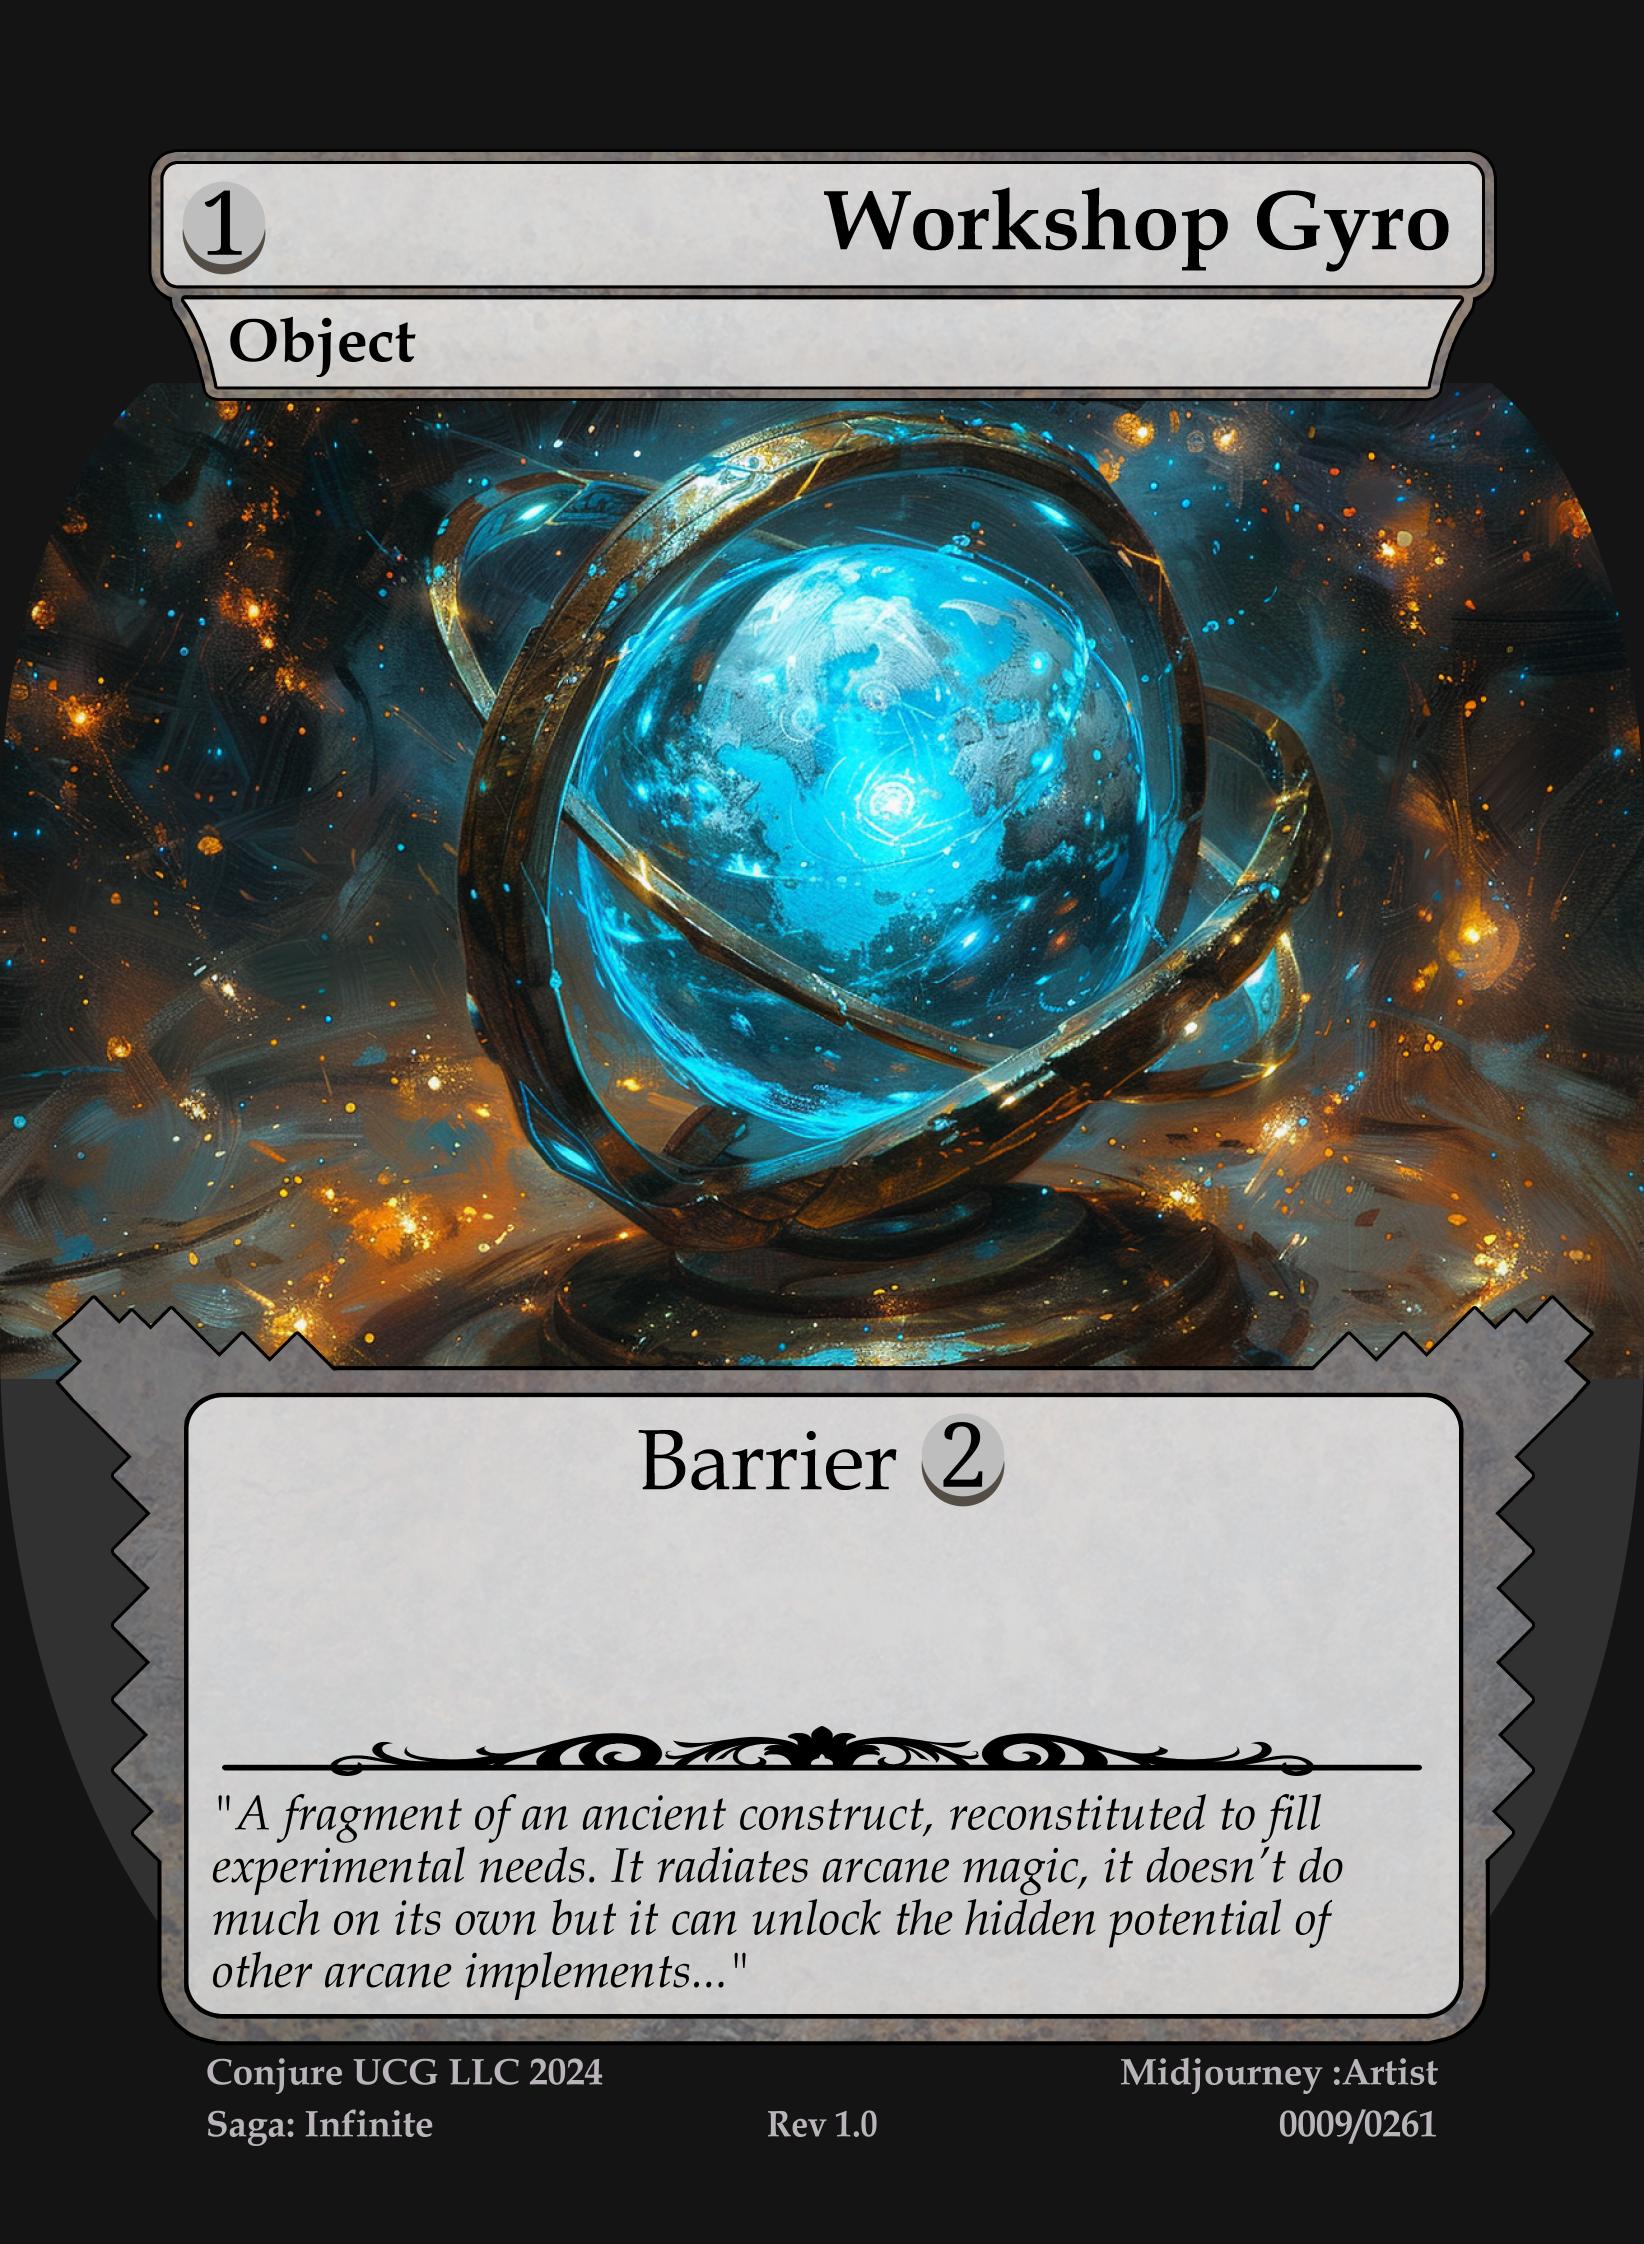 1 Workshop Gyro
Object
Barrier 2
"A fragment of an ancient construct, reconstituted to fill
experimental needs. It radiates arcane magic, it doesn't do
much on its own but it can unlock the hidden potential of
other arcane implements..."
Conjure UCG LLC 2024 Midjourney :Artist
Saga: Infinite Rev 1.0 0009/0261